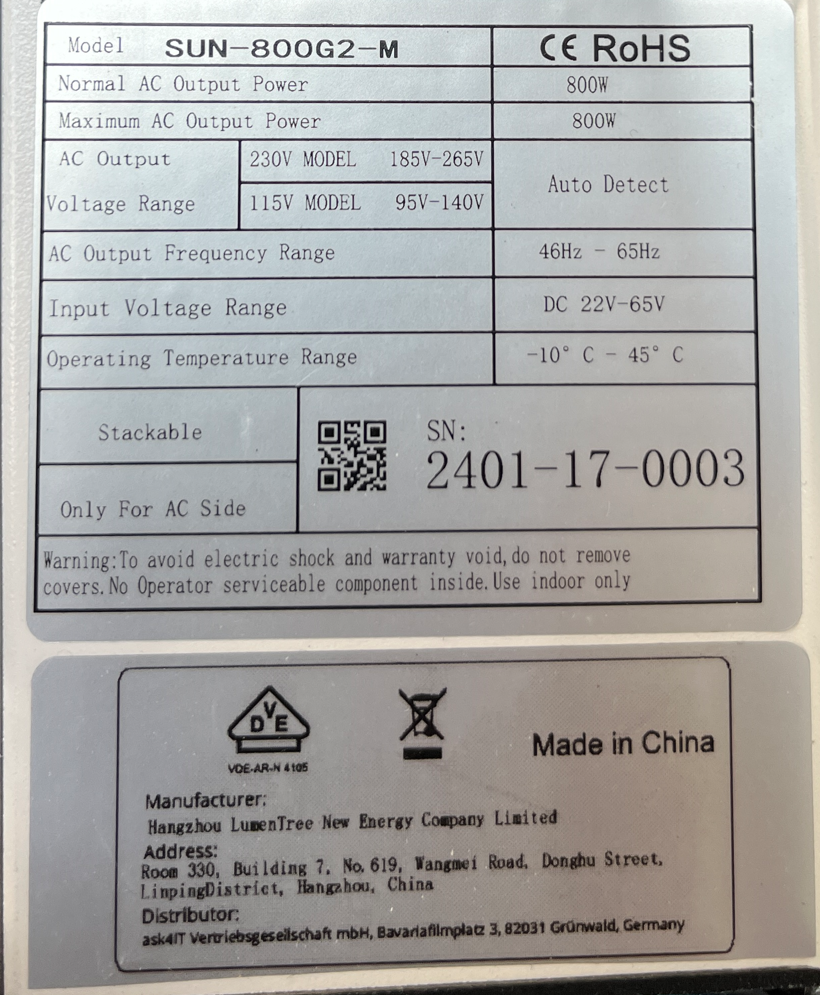 Model SUN-800G2-M CE RoHS
Normal AC Output Power 800W
Maximum AC Output Power 800W
AC Output 230V MODEL 185V-265V
Voltage Range 115V MODEL 95V-140V
Auto Detect
AC Output Frequency Range 46Hz - 65Hz
Input Voltage Range DC 22V-65V
Operating Temperature Range -10° C - 45° C
Stackable
Only For AC Side
SN:
2401-17-0003
Warning:To avoid electric shock and warranty void,do not remove
covers.No Operator serviceable component inside.Use indoor only
VDE
VDE-AR-N 4105
Made in China
Manufacturer:
Hangzhou LumenTree New Energy Company Limited
Address:
Room 330, Building 7, No.619, Wangmei Road, Donghu Street,
LinpingDistrict, Hangzhou, China
Distributor:
ask4IT Vertriebsgesellschaft mbH, Bavariafilmplatz 3, 82031 Grünwald, Germany